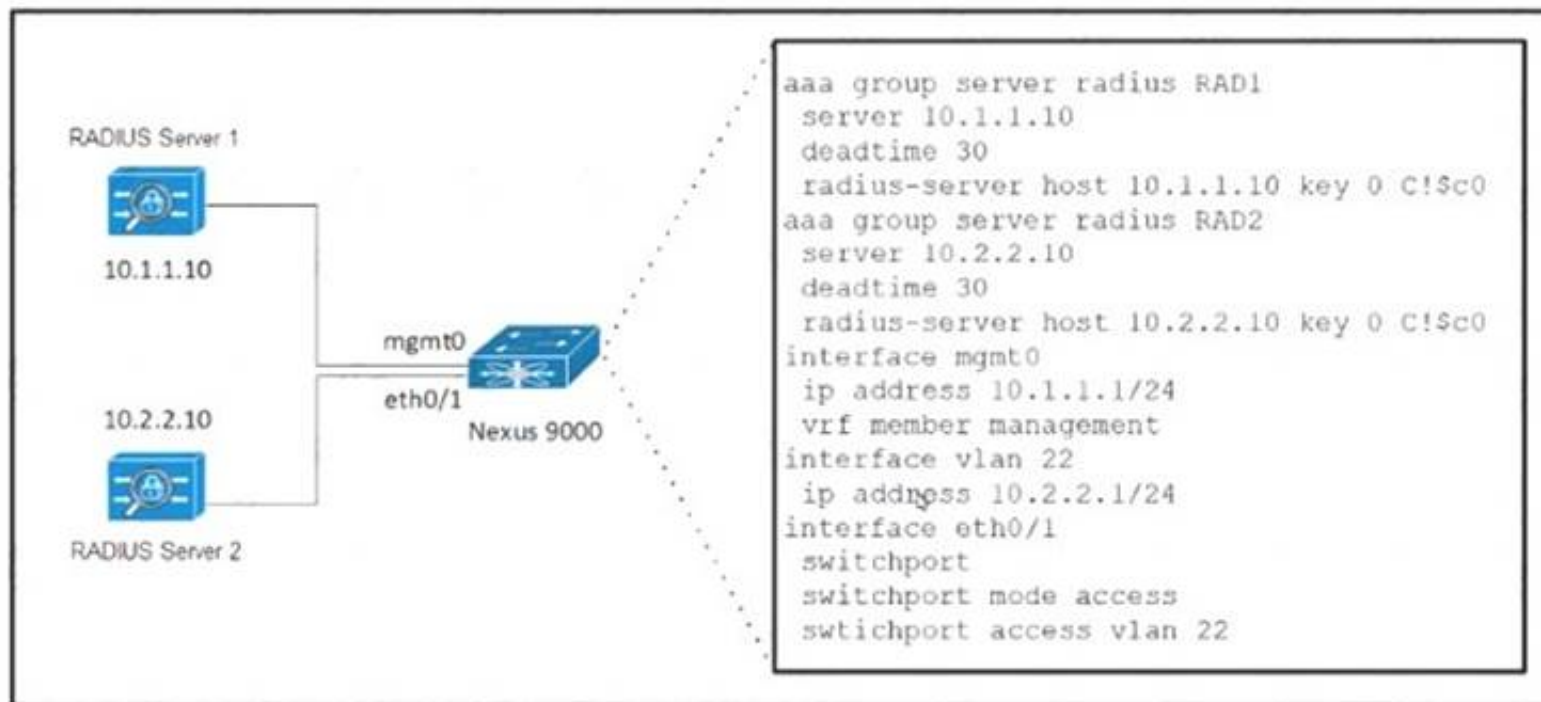 RADIUS Server 1
10.1.1.10
mgmt0
eth0/1
Nexus 9000
10.2.2.10
RADIUS Server 2
aaa group server radius RAD1
server 10.1.1.10
deadtime 30
radius-server host 10.1.1.10 key 0 C!$c0
aaa group server radius RAD2
server 10.2.2.10
deadtime 30
radius-server host 10.2.2.10 key 0 C!$c0
interface mgmt0
ip address 10.1.1.1/24
vrf member management
interface vlan 22
ip address 10.2.2.1/24
interface eth0/1
switchport
switchport mode access
swtichport access vlan 22